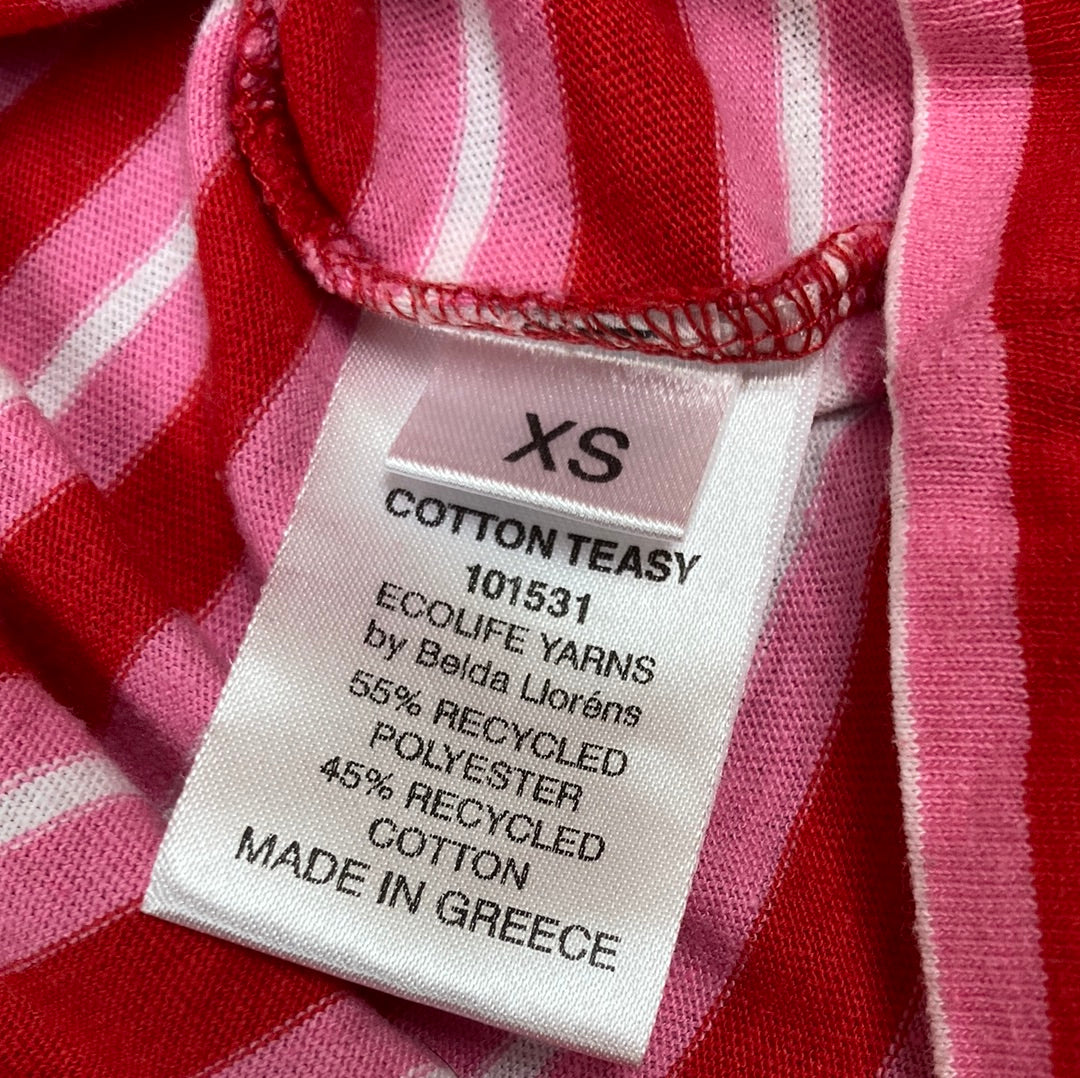 XS
COTTON TEASY
101531
ECOLIFE YARNS
by Belda Lloréns
55% RECYCLED
POLYESTER
45% RECYCLED
COTTON
MADE IN GREECE